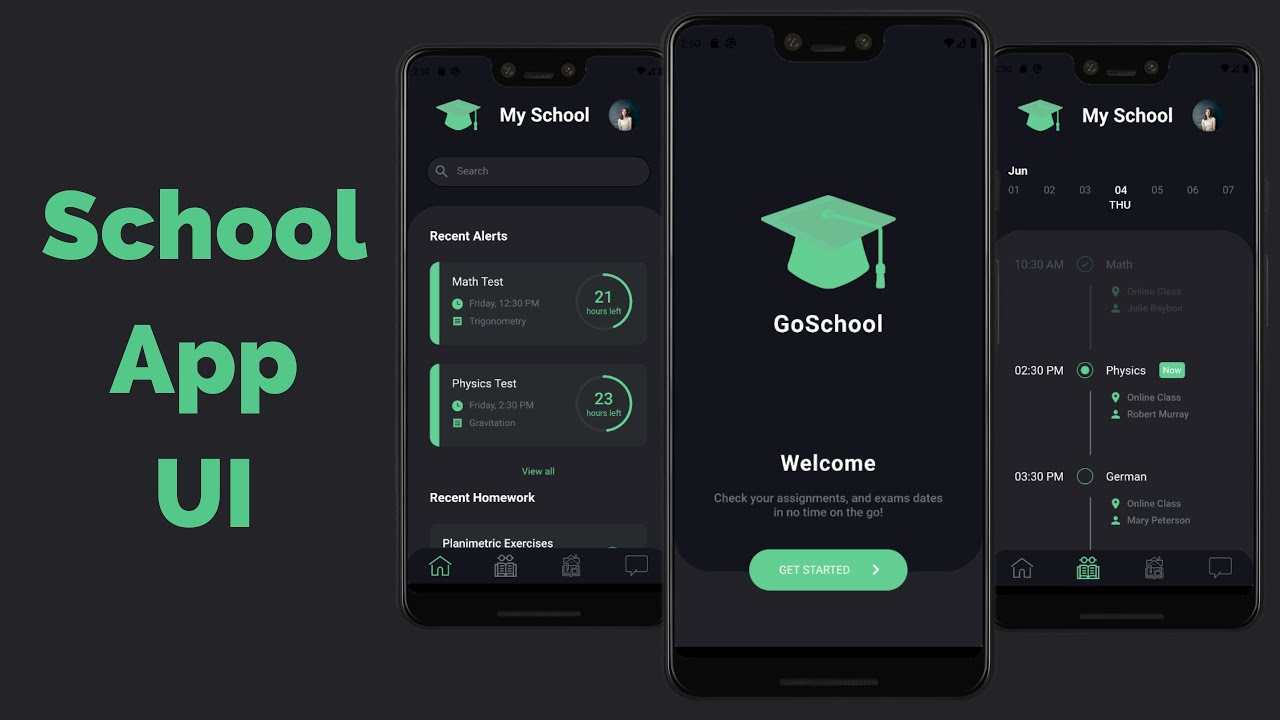 School
App
UI
2:50
My School
Search
Recent Alerts
Math Test
Friday, 12:30 PM
Trigonometry
21
hours left
Physics Test
Friday, 2:30 PM
Gravitation
23
hours left
View all
Recent Homework
Planimetric Exercises
2:50
GoSchool
Welcome
Check your assignments, and exams dates
in no time on the go!
GET STARTED
:50
My School
Jun
01 02 03 04 05 06 07
THU
10:30 AM Math
Online Class
Julie Raybon
02:30 PM Physics Now
Online Class
Robert Murray
03:30 PM German
Online Class
Mary Peterson